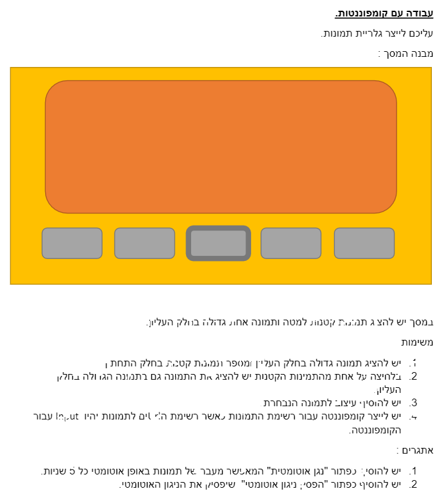 עבודה עם קומפוננטות.
עליכם לייצר גלריית תמונות.
מבנה המסך :
במסך יש להציג תמונות קטנות למטה ותמונה אחת גדולה בחלק העליון.
משימות
1. יש להציג תמונה גדולה בחלק העליון ומספר תמונות קטנות בחלק התחתון
2. בלחיצה על אחת מהתמונות הקטנות יש להציג את התמונה גם בתמונה הגדולה בחלק
העליון
3. יש להוסיף עיצוב לתמונה הנבחרת
4. יש לייצר קומפוננטה עבור רשימת התמונות כאשר רשימת התמונות יהיו Input עבור
הקומפוננטה.
אתגרים :
1. יש להוסיף כפתור "נגן אוטומטית" המאפשר מעבר של תמונות באופן אוטומטי כל 5 שניות.
2. יש להוסיף כפתור "הפסק ניגון אוטומטי" שיפסיק את הניגון האוטומטי.